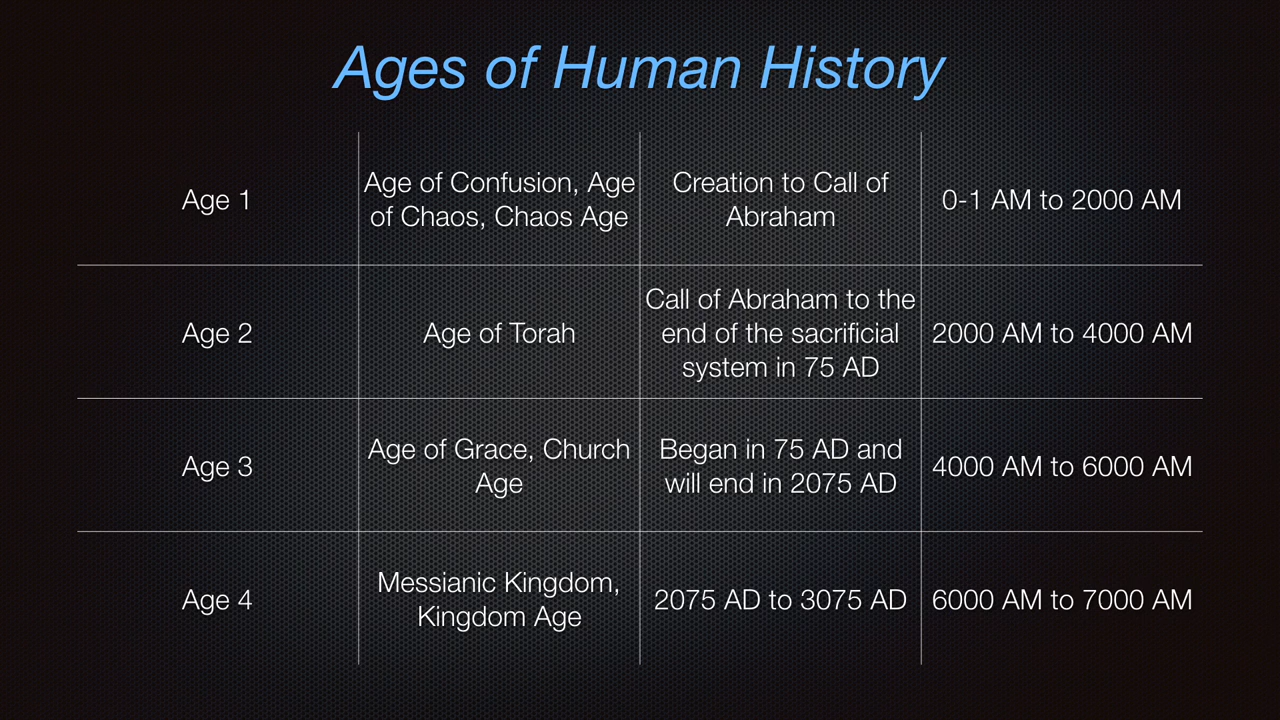 Ages of Human History
Age 1
Age of Confusion, Age
of Chaos, Chaos Age
Creation to Call of
Abraham
0-1 AM to 2000 AM
Age 2
Age of Torah
Call of Abraham to the
end of the sacrificial
system in 75 AD
2000 AM to 4000 AM
Age 3
Age of Grace, Church
Age
Began in 75 AD and
will end in 2075 AD
4000 AM to 6000 AM
Age 4
Messianic Kingdom,
Kingdom Age
2075 AD to 3075 AD
6000 AM to 7000 AM